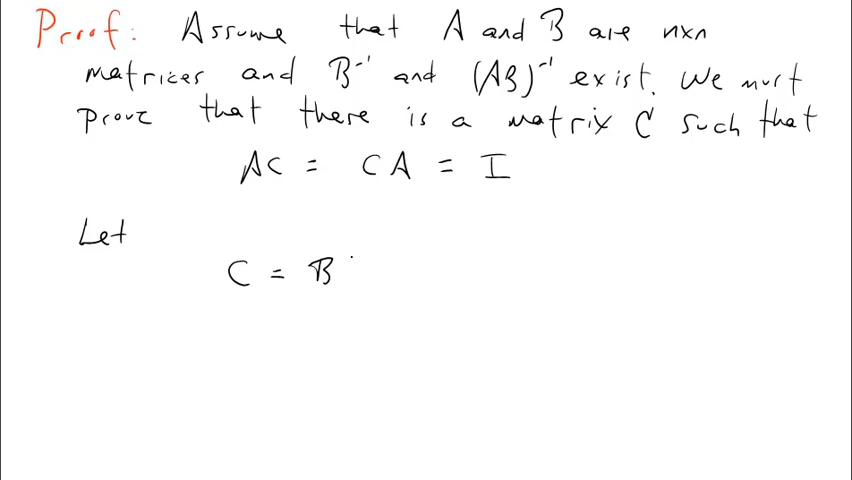 Proof: Assume that A and B are nxn
matrices and B⁻¹ and (AB)⁻¹ exist. We must
prove that there is a matrix C such that
AC = CA = I
Let
C = B